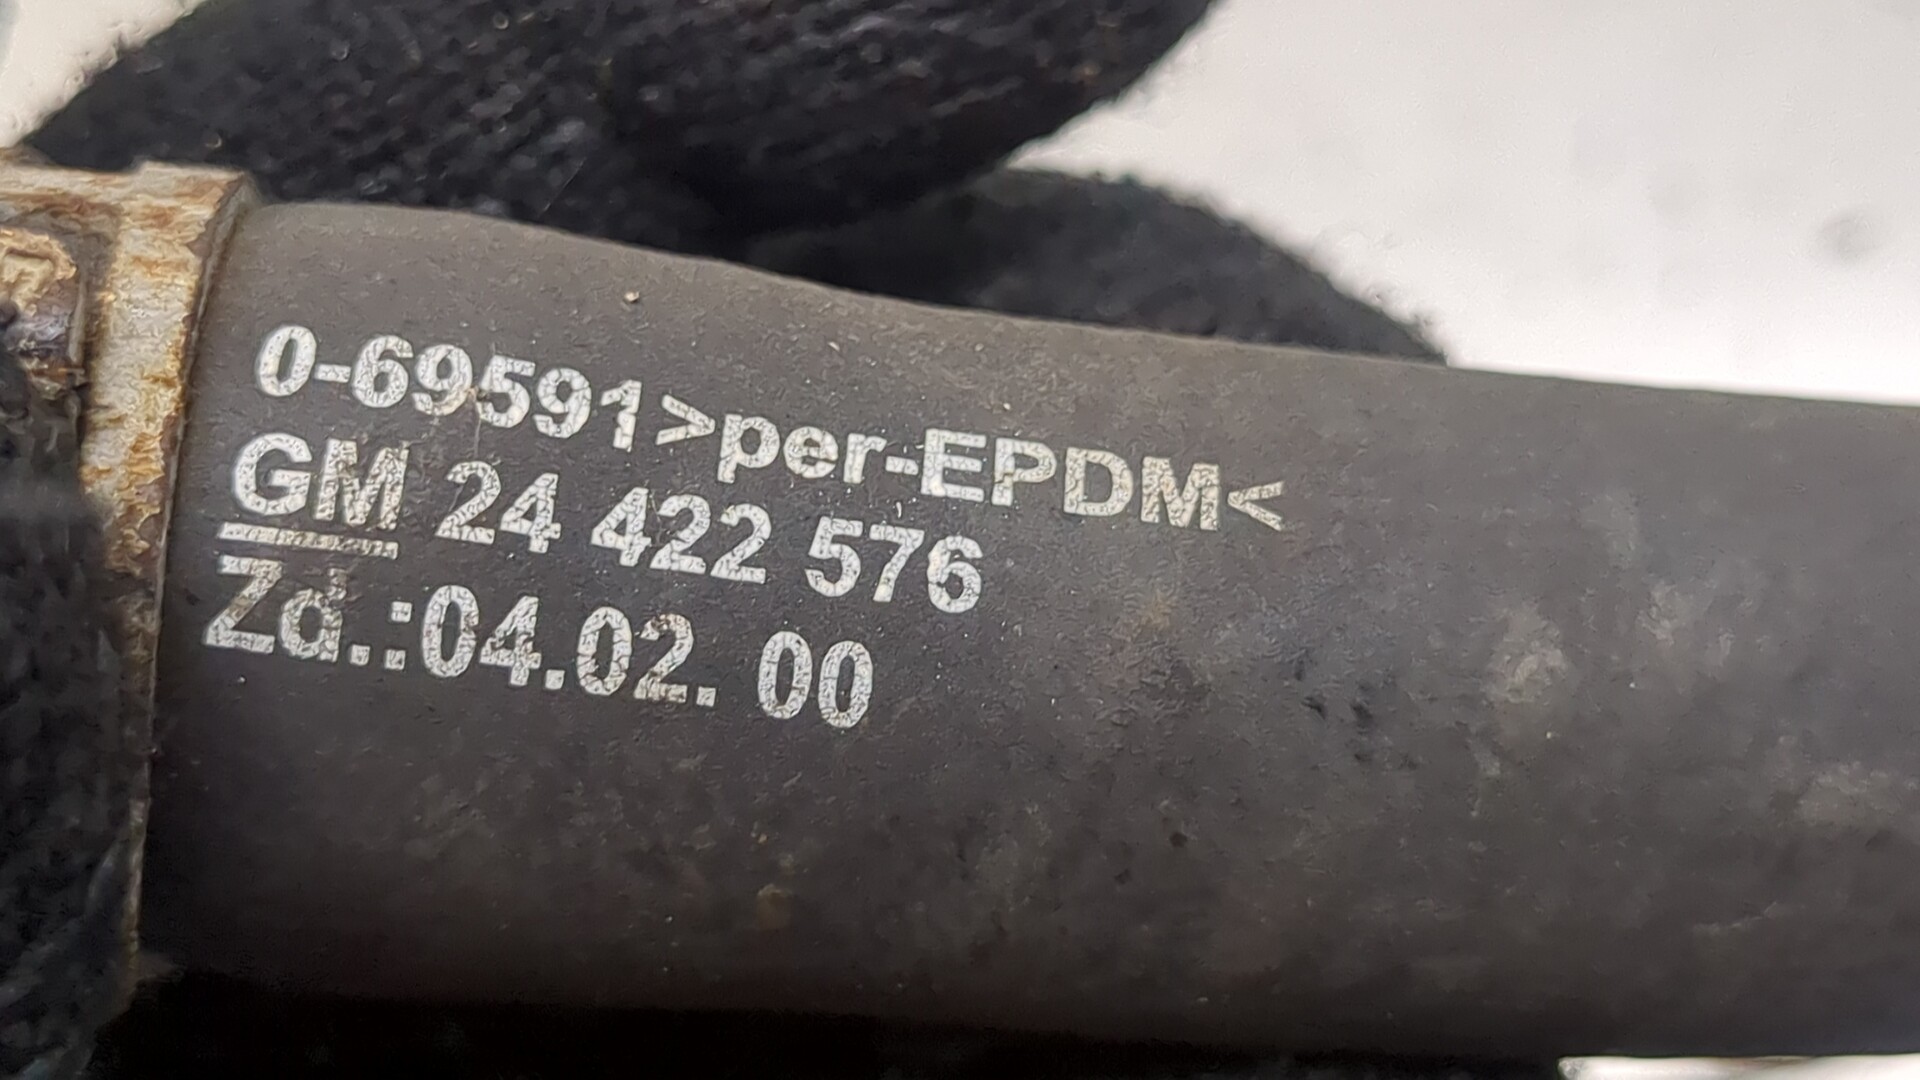 0-69591>per-EPDM<
GM 24 422 576
Zd.:04.02. 00